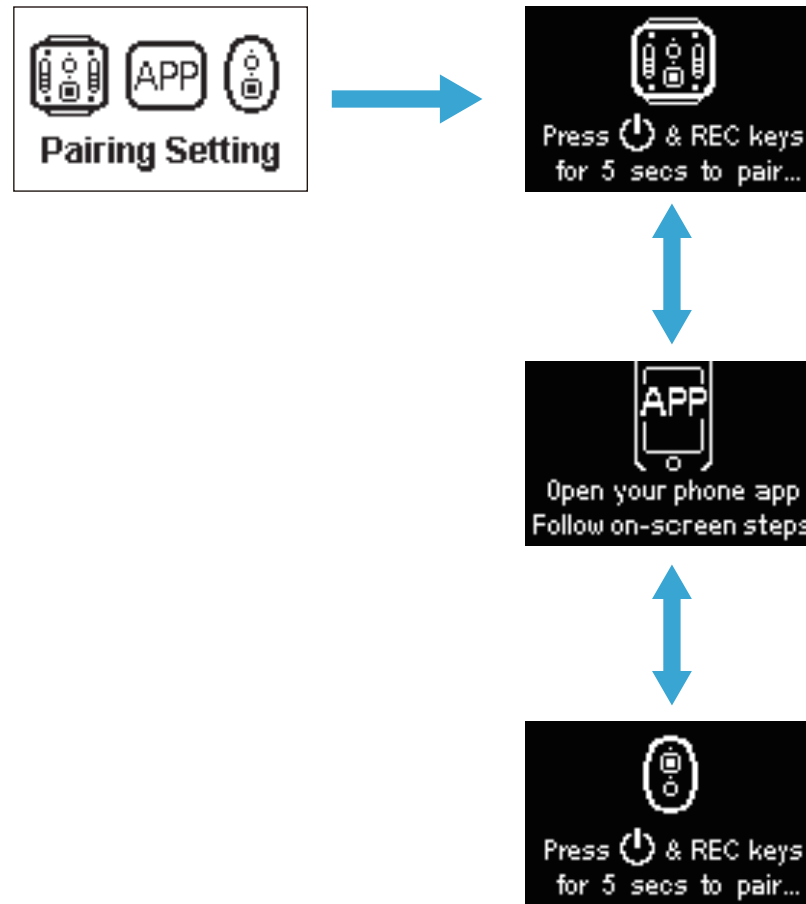 APP
Pairing Setting
Press & REC keys
for 5 secs to pair...
APP
Open your phone app
Follow on-screen steps
Press & REC keys
for 5 secs to pair...